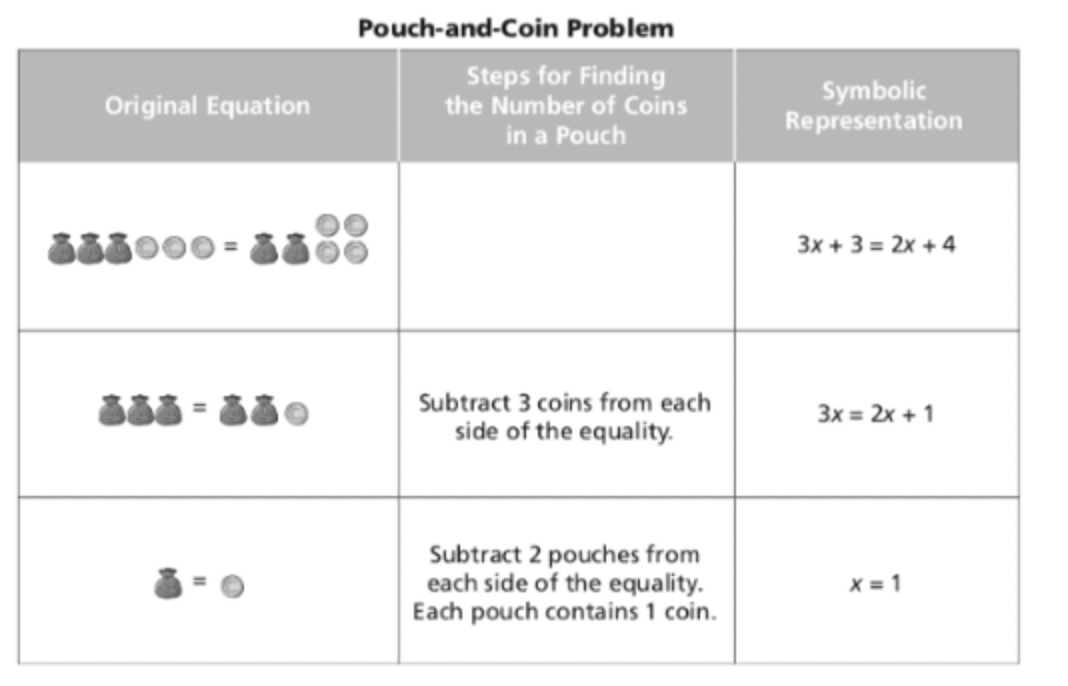 Pouch-and-Coin Problem
Original Equation
Steps for Finding
the Number of Coins
in a Pouch
Symbolic
Representation
=
3x + 3 = 2x + 4
=
Subtract 3 coins from each
side of the equality.
3x = 2x + 1
=
Subtract 2 pouches from
each side of the equality.
Each pouch contains 1 coin.
x = 1